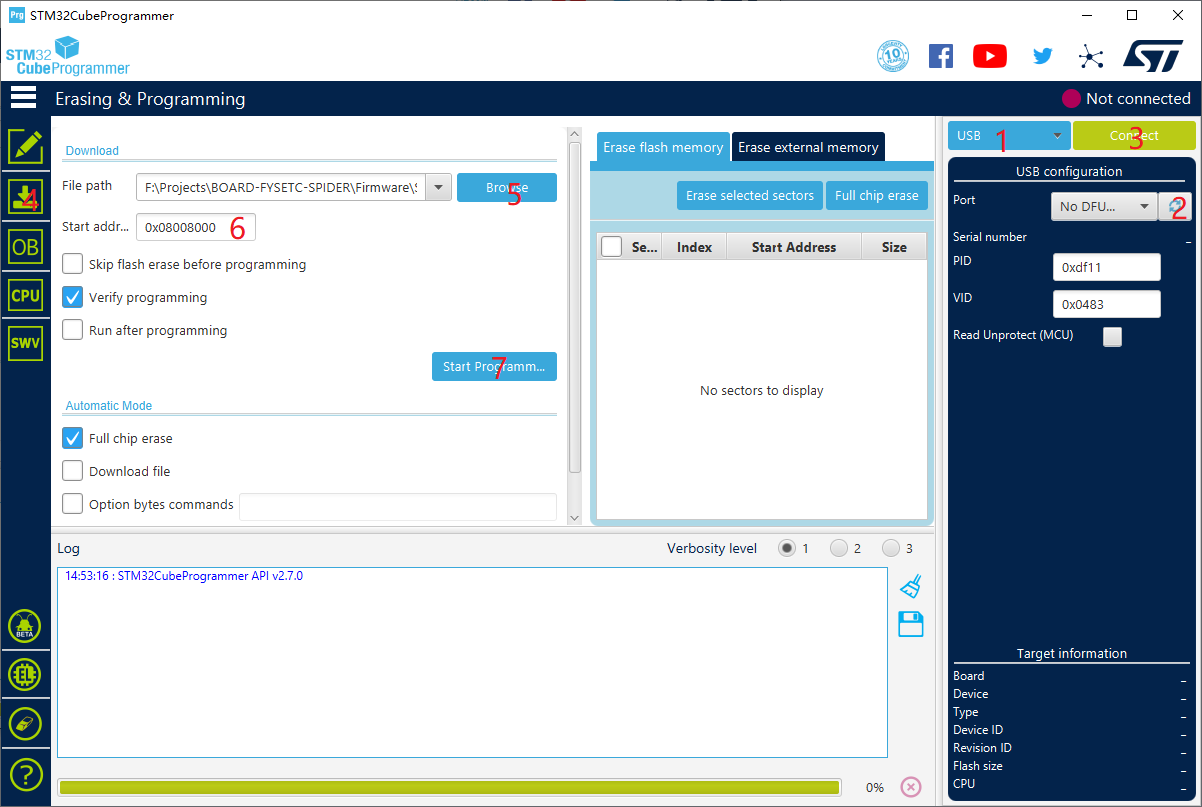 Prg STM32CubeProgrammer
STM32
CubeProgrammer
10 YEARS
Erasing & Programming
Not connected
Download
File path
F:\Projects\BOARD-FYSETC-SPIDER\Firmware\S
Browse
5
Start addr...
0x08008000
6
Skip flash erase before programming
Verify programming
Run after programming
Start Programm...
7
Automatic Mode
Full chip erase
Download file
Option bytes commands
4
OB
CPU
SWV
BETA
EL
?
Erase flash memory
Erase external memory
Erase selected sectors
Full chip erase
Se...
Index
Start Address
Size
No sectors to display
USB
1
Connect
3
USB configuration
Port
No DFU...
2
Serial number
_
PID
0xdf11
VID
0x0483
Read Unprotect (MCU)
Target information
Board _
Device _
Type _
Device ID _
Revision ID _
Flash size _
CPU _
Log
Verbosity level
1
2
3
14:53:16 : STM32CubeProgrammer API v2.7.0
0%